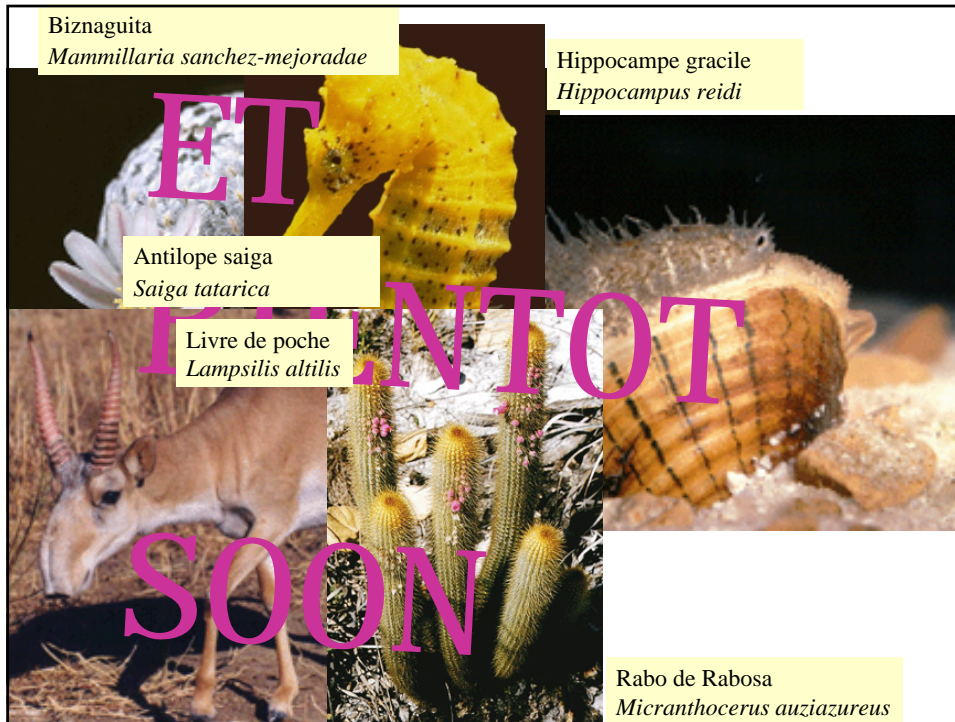 Biznaguita
Mammillaria sanchez-mejoradae
Hippocampe gracile
Hippocampus reidi
ET
Antilope saiga
Saiga tatarica
BIENTOT
Livre de poche
Lampsilis altilis
SOON
Rabo de Rabosa
Micranthocerus auziazureus